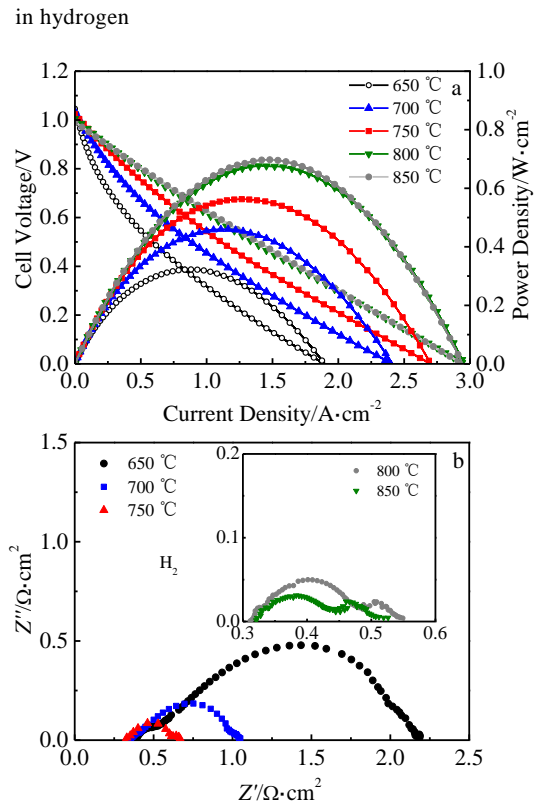 in hydrogen
a
650 ℃
700 ℃
750 ℃
800 ℃
850 ℃
1.2
1.0
0.8
0.6
0.4
0.2
0.0
Cell Voltage/V
1.0
0.8
0.6
0.4
0.2
0.0
Power Density/W·cm⁻²
0.0 0.5 1.0 1.5 2.0 2.5 3.0
Current Density/A·cm⁻²
b
650 ℃
700 ℃
750 ℃
H₂
1.5
1.0
0.5
0.0
Z''/Ω·cm²
800 ℃
850 ℃
0.2
0.1
0.0
0.3 0.4 0.5 0.6
0.0 0.5 1.0 1.5 2.0 2.5
Z'/Ω·cm²